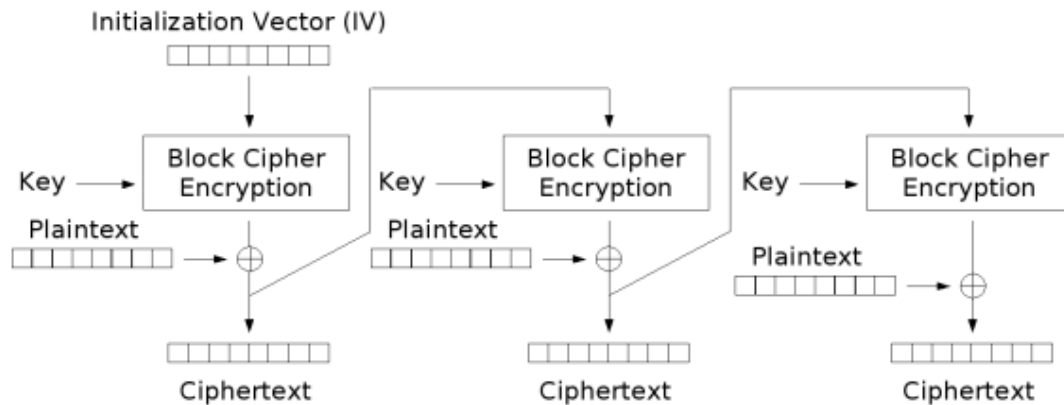 Initialization Vector (IV)
Block Cipher
Encryption
Key
Plaintext
Ciphertext
Block Cipher
Encryption
Key
Plaintext
Ciphertext
Block Cipher
Encryption
Key
Plaintext
Ciphertext